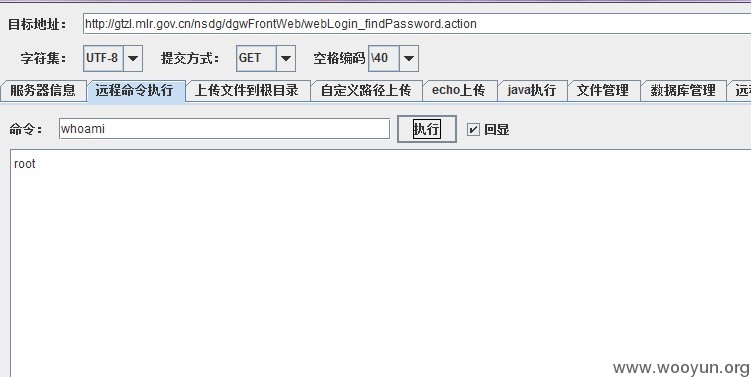 目标地址： http://gtzl.mlr.gov.cn/nsdg/dgwFrontWeb/webLogin_findPassword.action
字符集： UTF-8 提交方式： GET 空格编码 \40
服务器信息 远程命令执行 上传文件到根目录 自定义路径上传 echo上传 java执行 文件管理 数据库管理 远
命令： whoami 执行 回显
root
www.wooyun.org